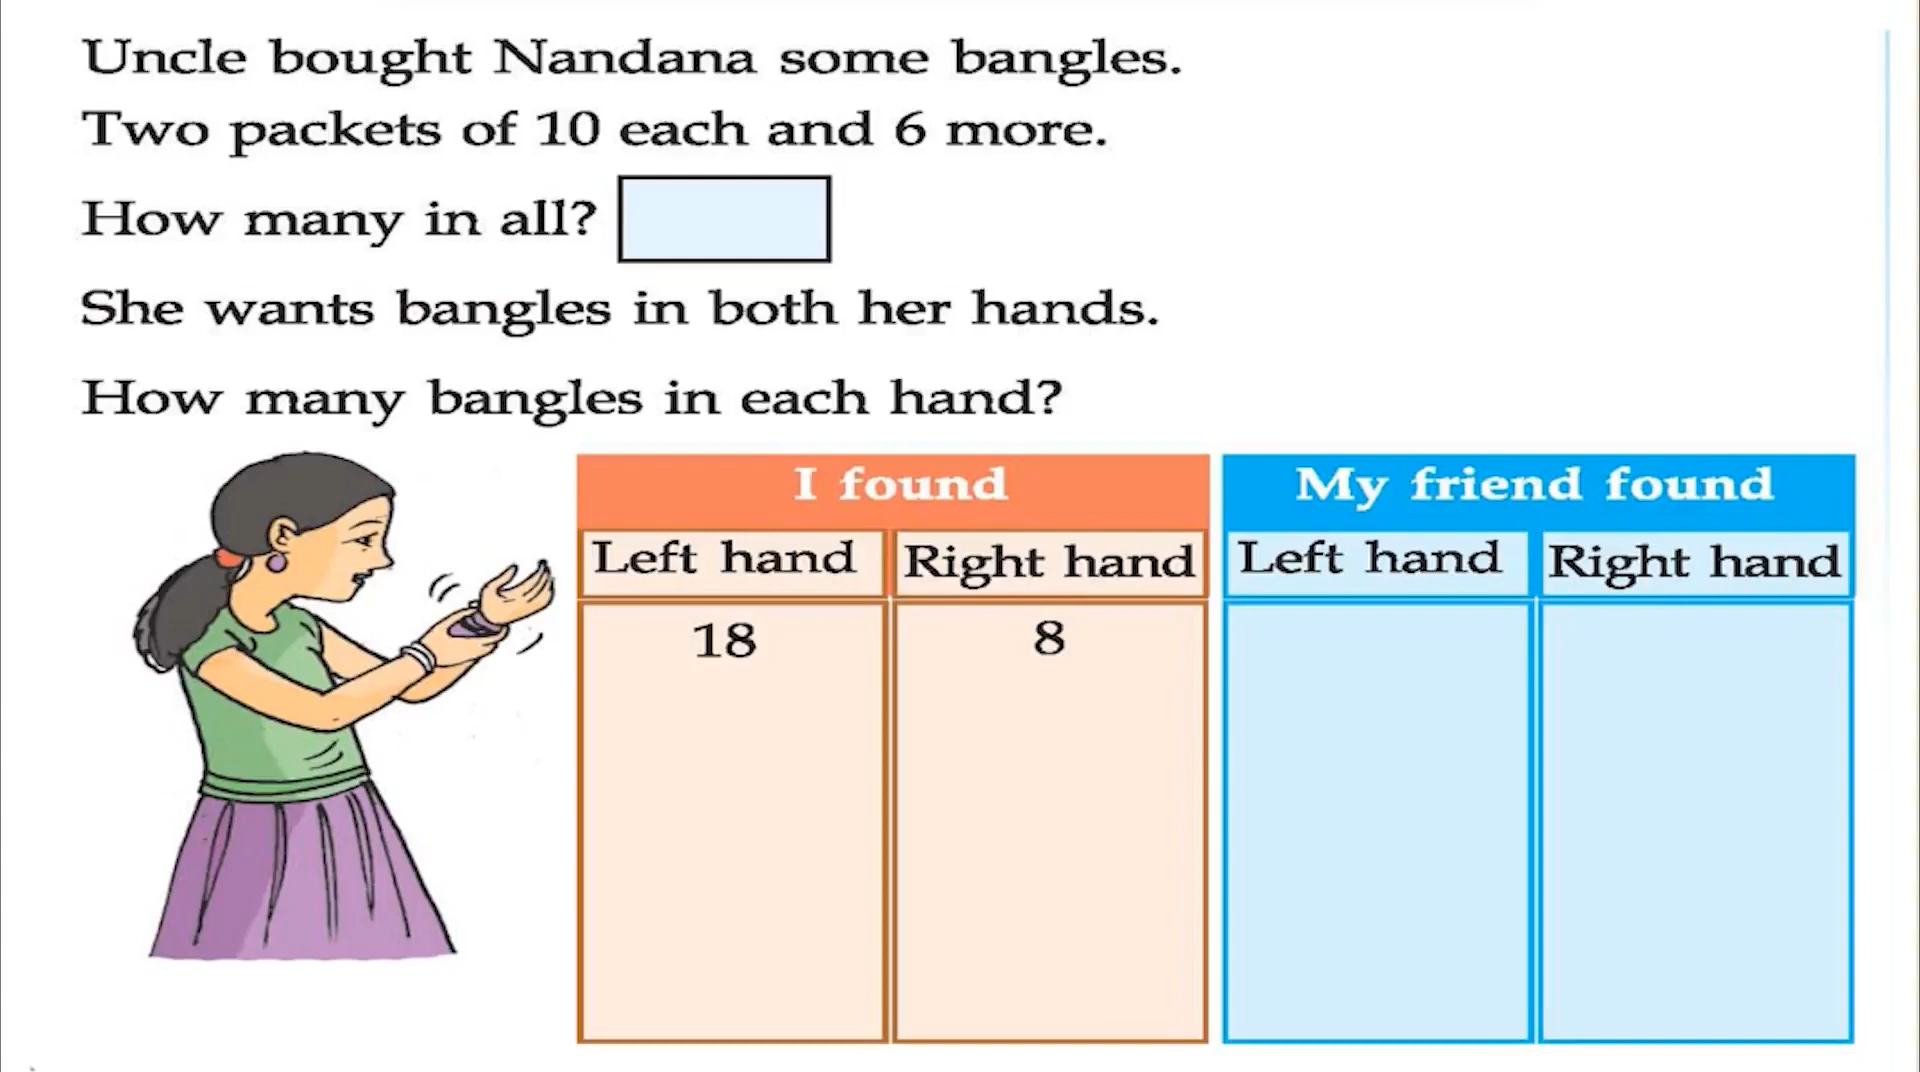 Uncle bought Nandana some bangles.
Two packets of 10 each and 6 more.
How many in all?
She wants bangles in both her hands.
How many bangles in each hand?
I found
My friend found
Left hand
Right hand
Left hand
Right hand
18
8